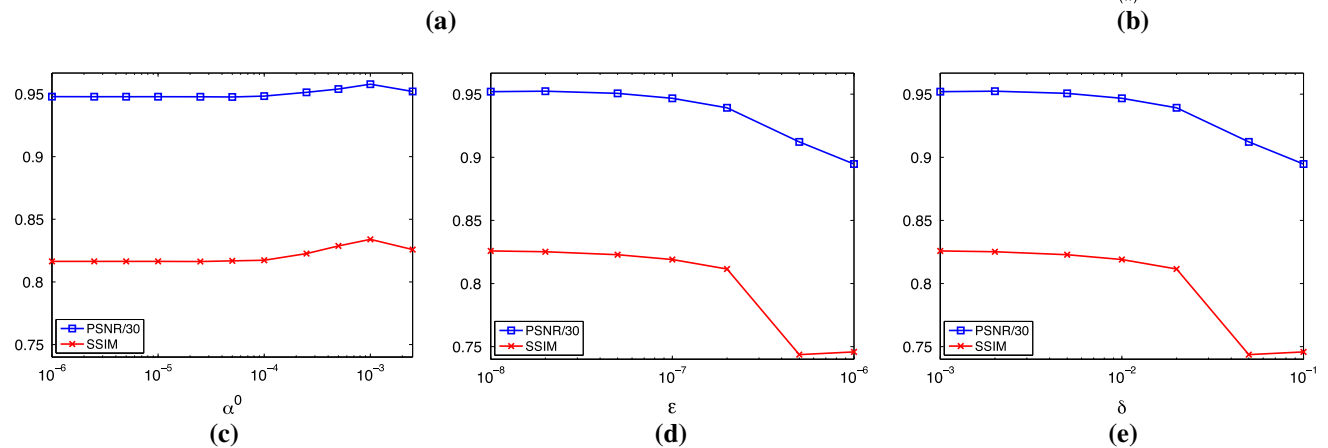 (*)
(a) (b)
0.95
0.9
0.85
0.8
0.75
PSNR/30
SSIM
10^-6 10^-5 10^-4 10^-3
α^0
(c)
0.95
0.9
0.85
0.8
0.75
PSNR/30
SSIM
10^-8 10^-7 10^-6
ε
(d)
0.95
0.9
0.85
0.8
0.75
PSNR/30
SSIM
10^-3 10^-2 10^-1
δ
(e)